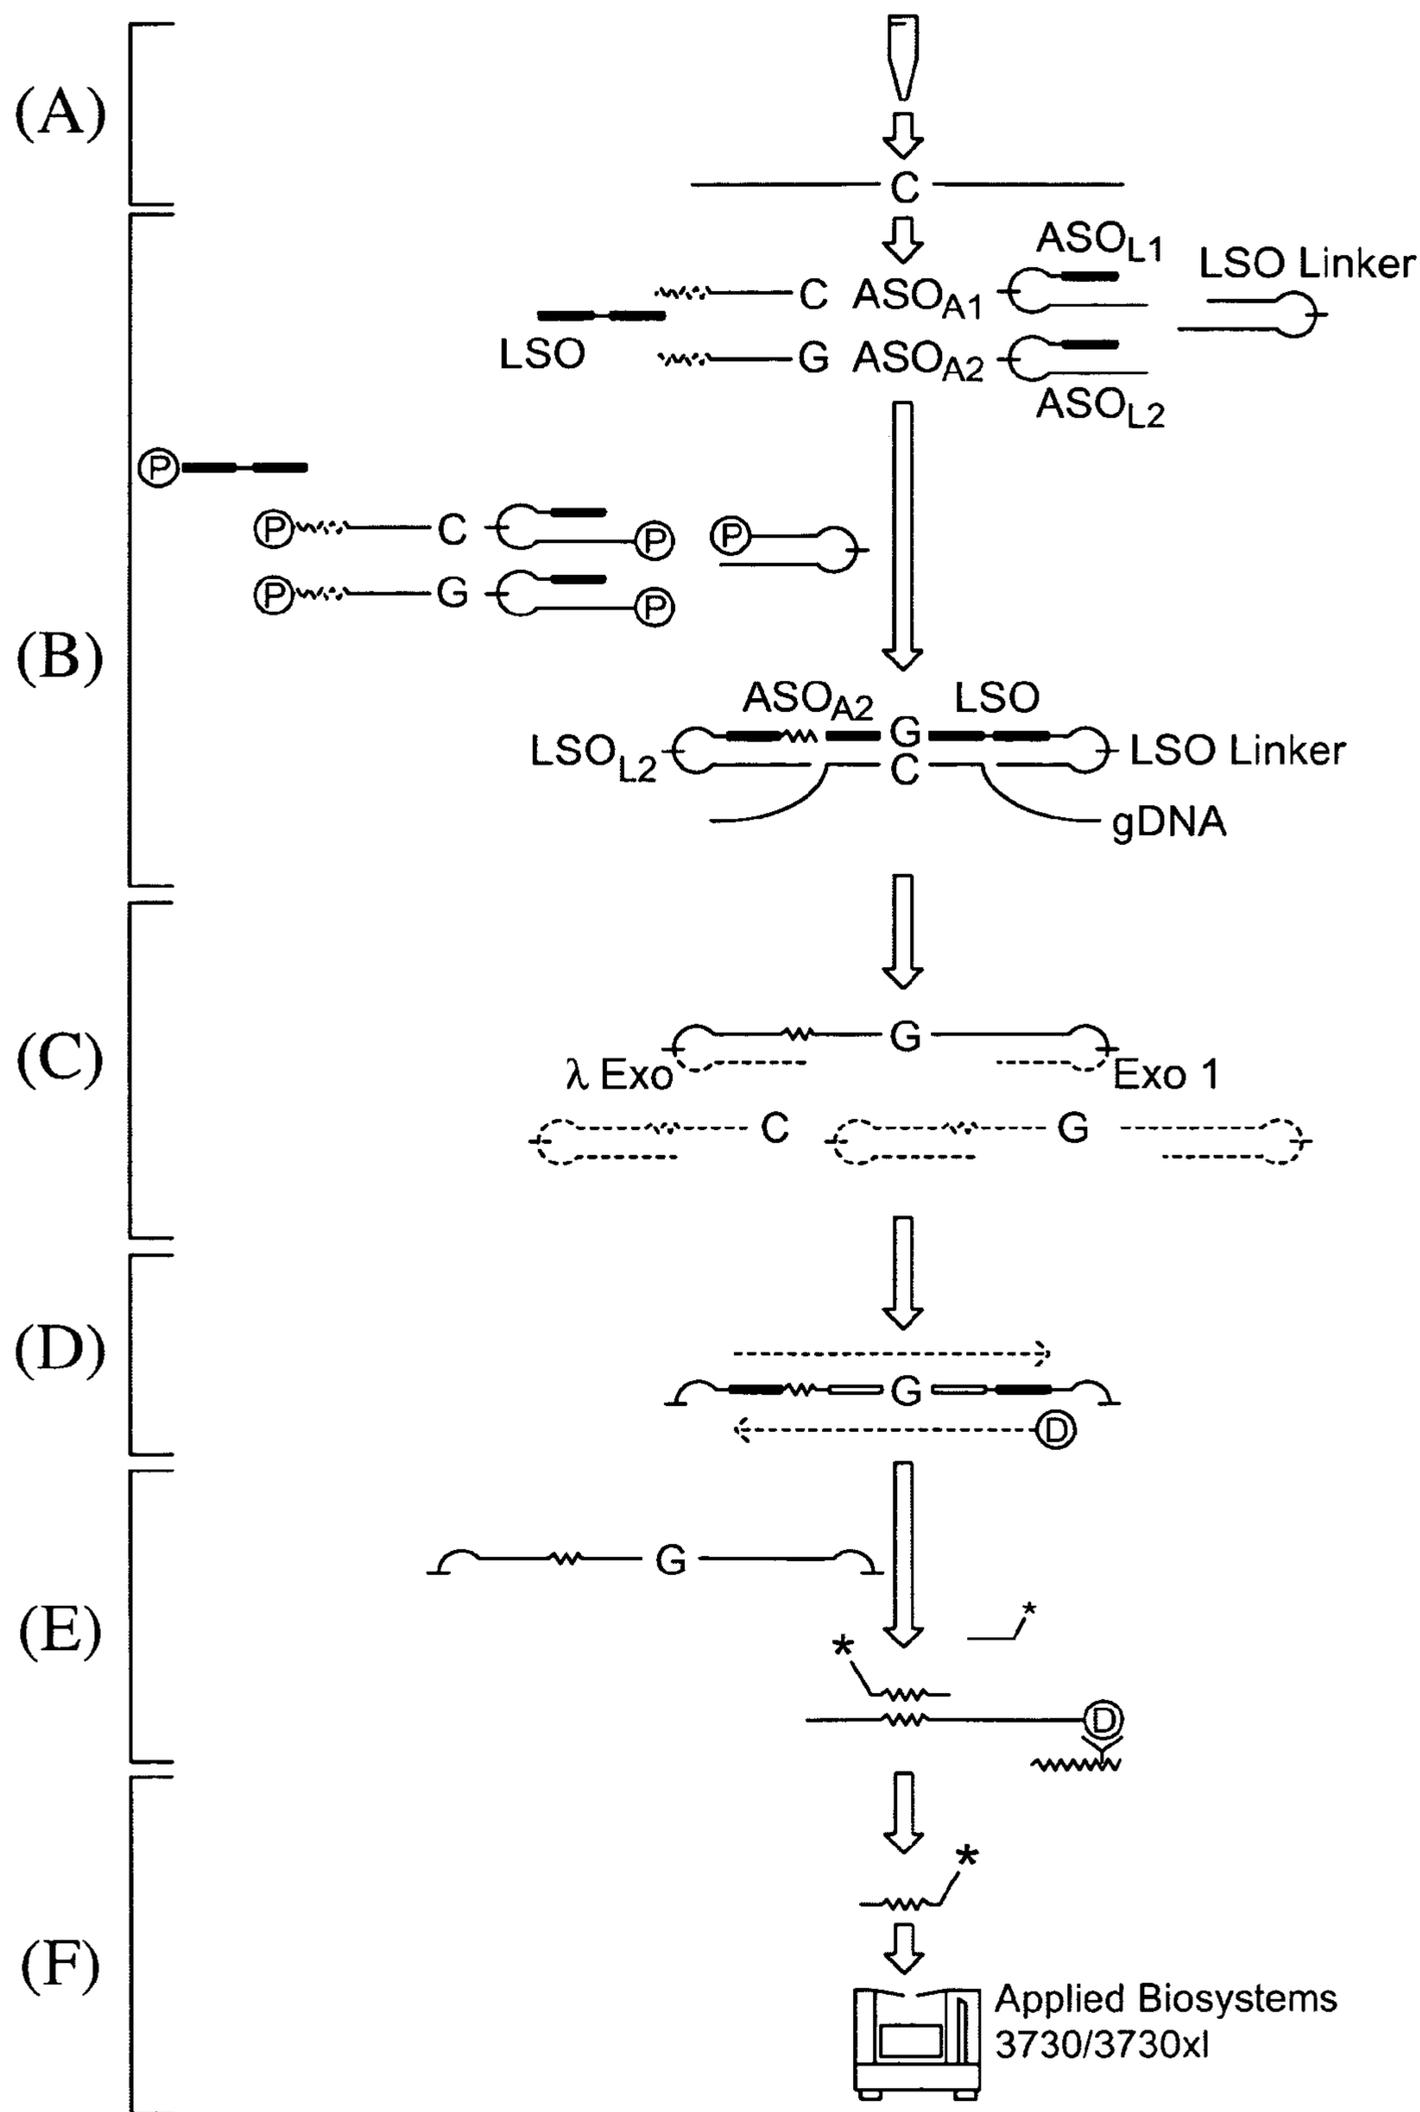 (A)
C
ASO_L1
LSO Linker
C ASO_A1
LSO
G ASO_A2
ASO_L2
P
P C P P
P G P
(B)
ASO_A2 LSO
G
LSO_L2 LSO Linker
C
gDNA
(C)
G
λ Exo Exo 1
C G
(D)
G
D
G
(E)
*
*
D
*
(F)
Applied Biosystems
3730/3730xl